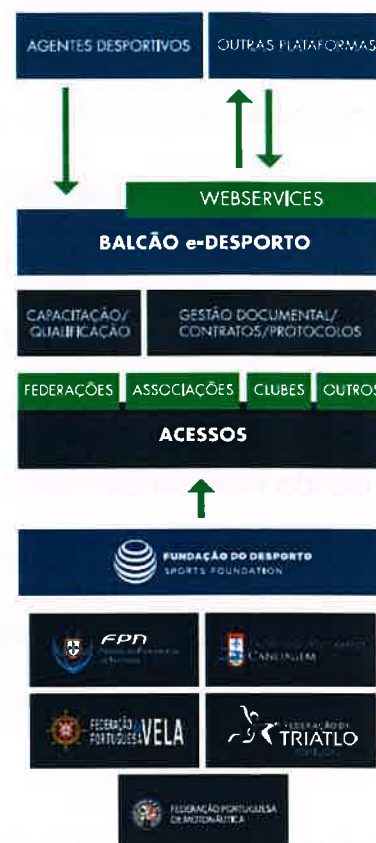 AGENTES DESPORTIVOS
OUTRAS PLATAFORMAS
WEBSERVICES
BALCÃO e-DESPORTO
CAPACITAÇÃO/
QUALIFICAÇÃO
GESTÃO DOCUMENTAL/
CONTRATOS/PROTOCOLOS
FEDERAÇÕES
ASSOCIAÇÕES
CLUBES
OUTROS
ACESSOS
FUNDAÇÃO DO DESPORTO
SPORTS FOUNDATION
FPN
CANOAGEM
FEDERAÇÃO
PORTUGUESA
VELA
FEDERAÇÃO DE
TRIATLO
FEDERAÇÃO PORTUGUESA
DE MOTONÁUTICA